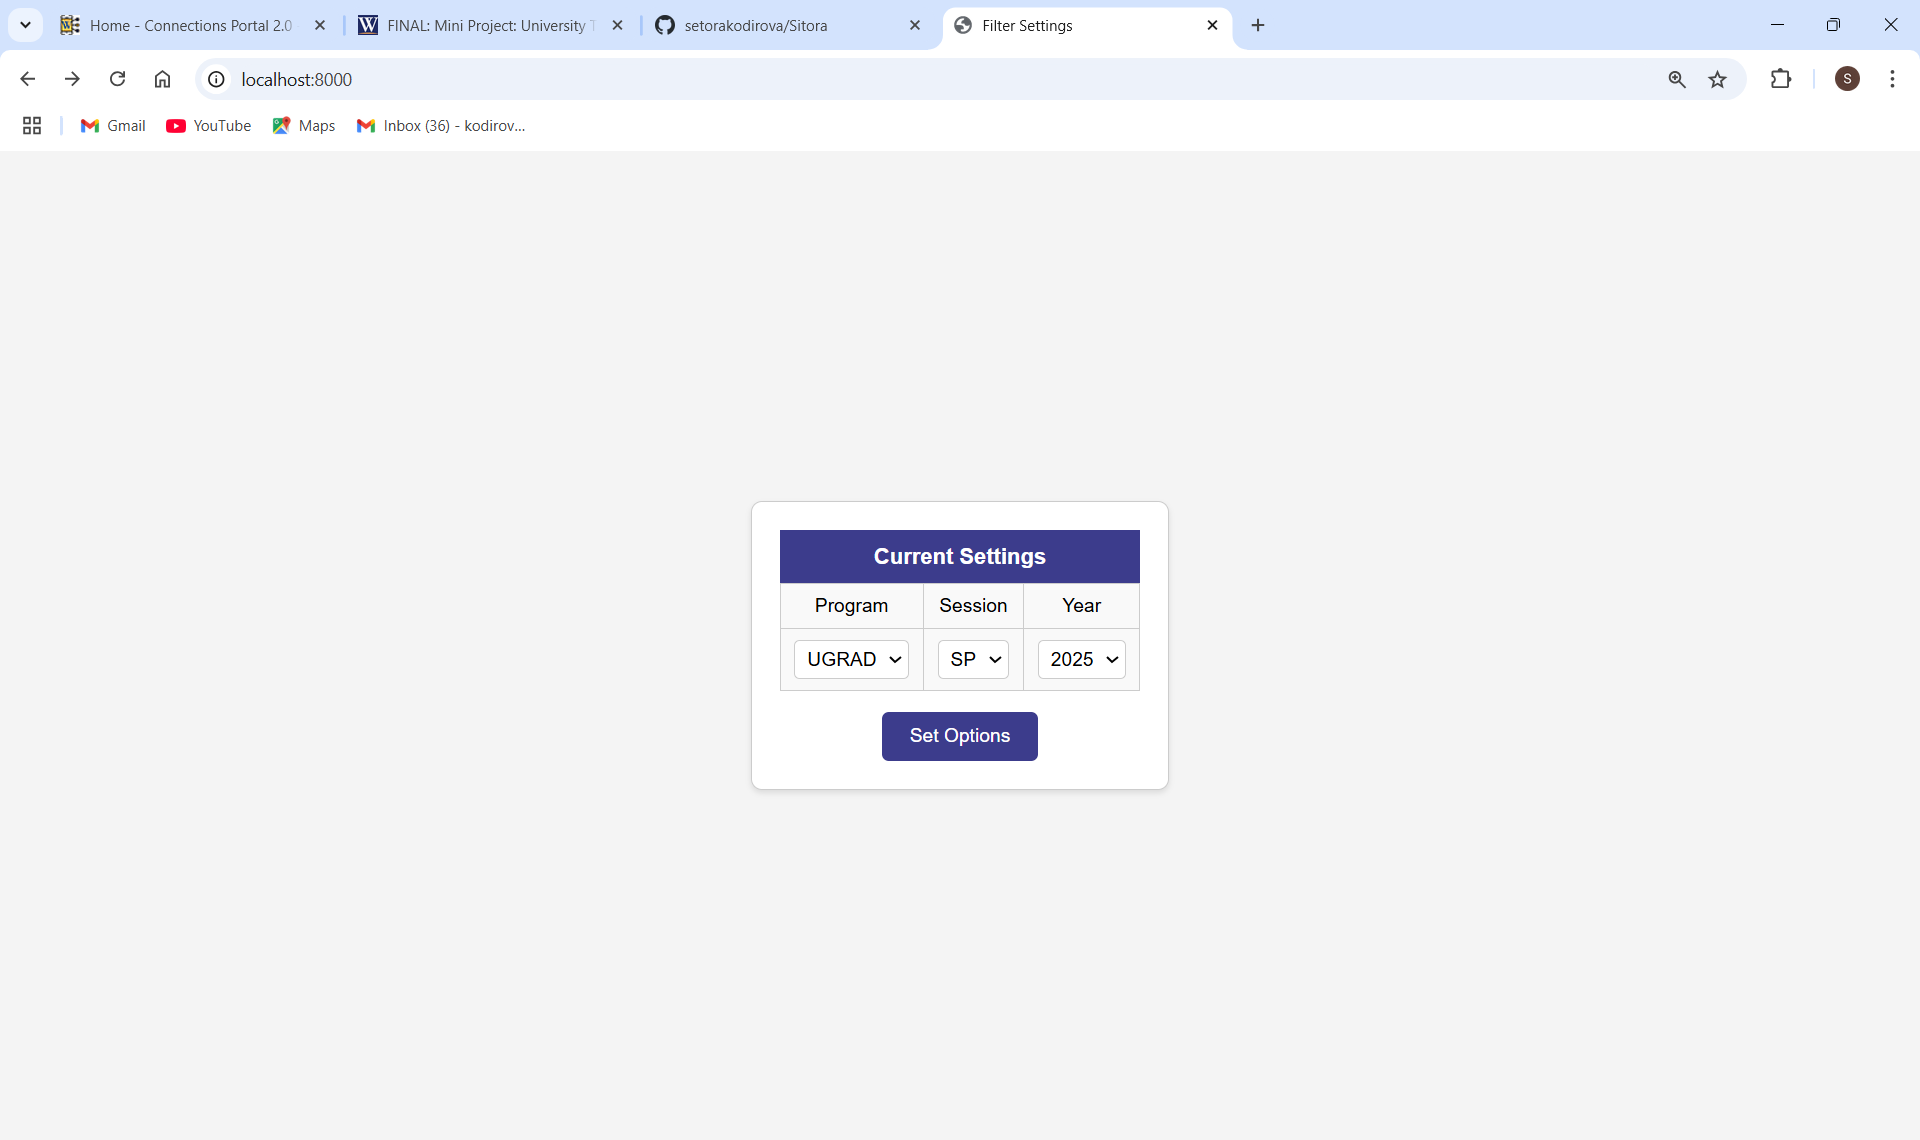 Home - Connections Portal 2.0
FINAL: Mini Project: University T
setorakodirova/Sitora
Filter Settings
localhost:8000
S
Gmail
YouTube
Maps
Inbox (36) - kodirov...
Current Settings
Program Session Year
UGRAD SP 2025
Set Options